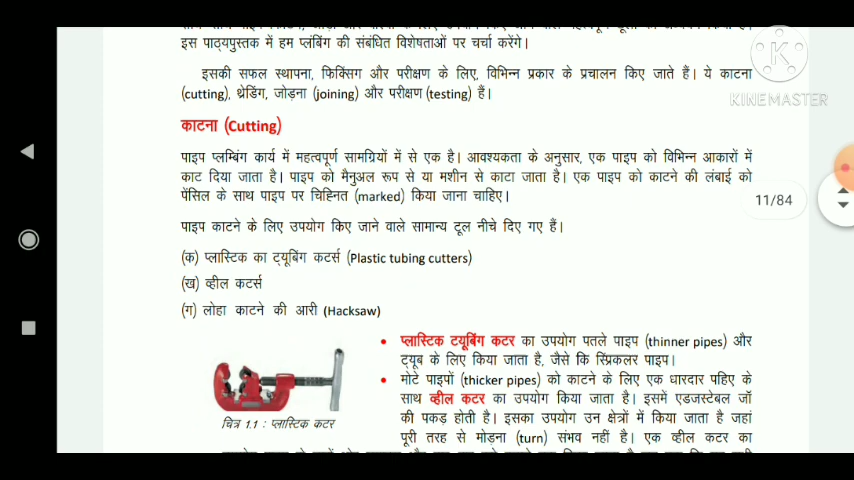 इस पाठ्यपुस्तक में हम प्लंबिंग की संबंधित विशेषताओं पर चर्चा करेंगे।
इसकी सफल स्थापना, फिक्सिग और परीक्षण के लिए, विभिन्न प्रकार के प्रचालन किए जाते हैं। ये काटना
(cutting), थ्रेडिंग, जोड़ना (joining) और परीक्षण (testing) हैं।
KINEMASTER
काटना (Cutting)
पाइप प्लम्बिंग कार्य में महत्वपूर्ण सामग्रियों में से एक है। आवश्यकता के अनुसार, एक पाइप को विभिन्न आकारों में
काट दिया जाता है। पाइप को मैनुअल रूप से या मशीन से काटा जाता है। एक पाइप को काटने की लंबाई को
पेंसिल के साथ पाइप पर चिह्नित (marked) किया जाना चाहिए।
11/84
पाइप काटने के लिए उपयोग किए जाने वाले सामान्य टूल नीचे दिए गए हैं।
(क) प्लास्टिक का ट्यूबिंग कटर्स (Plastic tubing cutters)
(ख) व्हील कटर्स
(ग) लोहा काटने की आरी (Hacksaw)
• प्लास्टिक टयूबिंग कटर का उपयोग पतले पाइप (thinner pipes) और
ट्यूब के लिए किया जाता है, जैसे कि स्प्रिंकलर पाइप।
• मोटे पाइपों (thicker pipes) को काटने के लिए एक धारदार पहिए के
साथ व्हील कटर का उपयोग किया जाता है। इसमें एडजस्टेबल जॉ
की पकड़ होती है। इसका उपयोग उन क्षेत्रों में किया जाता है जहां
पूरी तरह से मोड़ना (turn) संभव नहीं है। एक व्हील कटर का
चित्र 1.1 : प्लास्टिक कटर